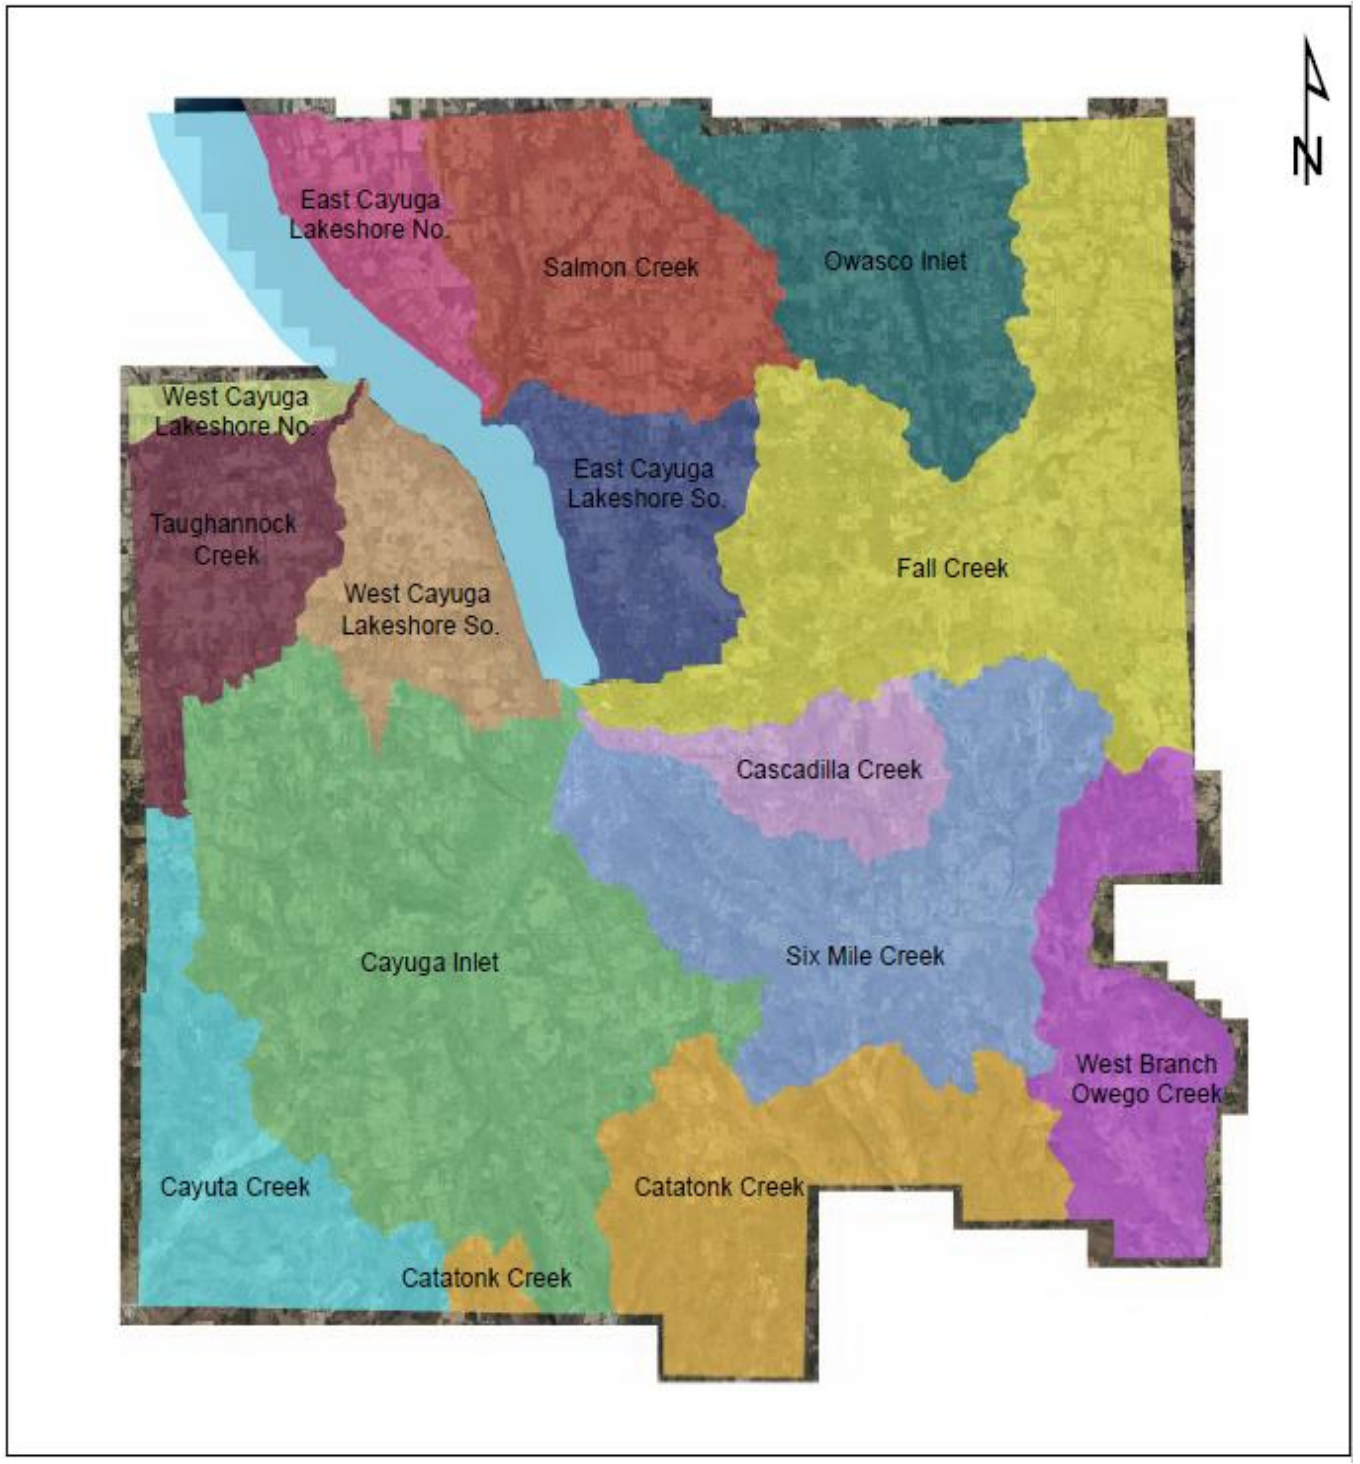 N
East Cayuga
Lakeshore No.
Salmon Creek
Owasco Inlet
West Cayuga
Lakeshore No.
East Cayuga
Lakeshore So.
Taughannock
Creek
Fall Creek
West Cayuga
Lakeshore So.
Cascadilla Creek
Cayuga Inlet
Six Mile Creek
West Branch
Owego Creek
Cayuta Creek
Catatonk Creek
Catatonk Creek